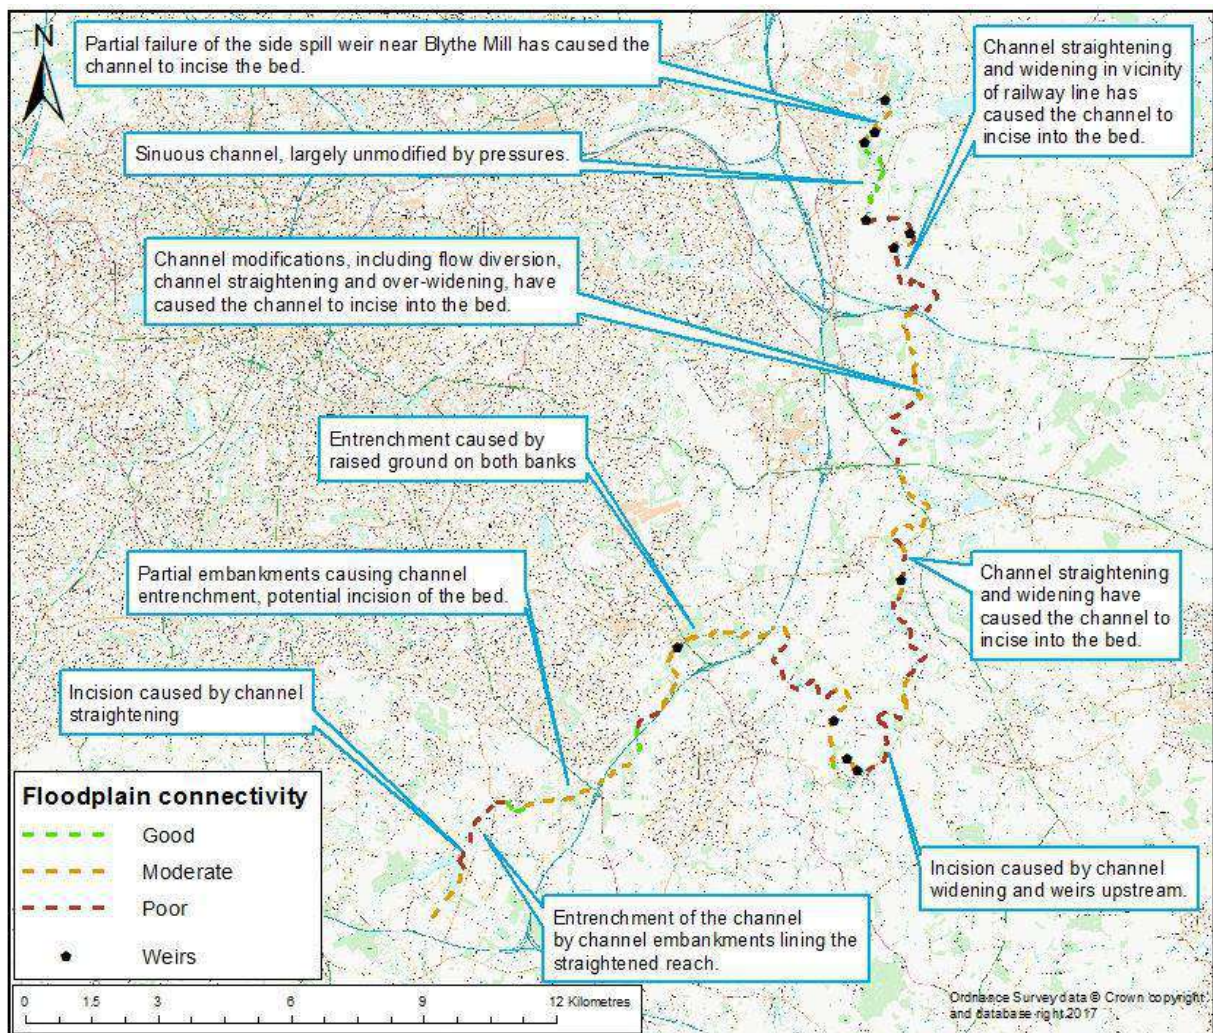 N
Partial failure of the side spill weir near Blythe Mill has caused the
channel to incise the bed.
Channel straightening
and widening in vicinity
of railway line has
caused the channel to
incise into the bed.
Sinuous channel, largely unmodified by pressures.
Channel modifications, including flow diversion,
channel straightening and over-widening, have
caused the channel to incise into the bed.
Entrenchment caused by
raised ground on both banks
Partial embankments causing channel
entrenchment, potential incision of the bed.
Channel straightening
and widening have
caused the channel to
incise into the bed.
Incision caused by channel
straightening
Incision caused by channel
widening and weirs upstream.
Entrenchment of the channel
by channel embankments lining the
straightened reach.
Floodplain connectivity
Good
Moderate
Poor
Weirs
0 1.5 3 6 9 12 Kilometres
Ordnance Survey data © Crown copyright
and database right 2017